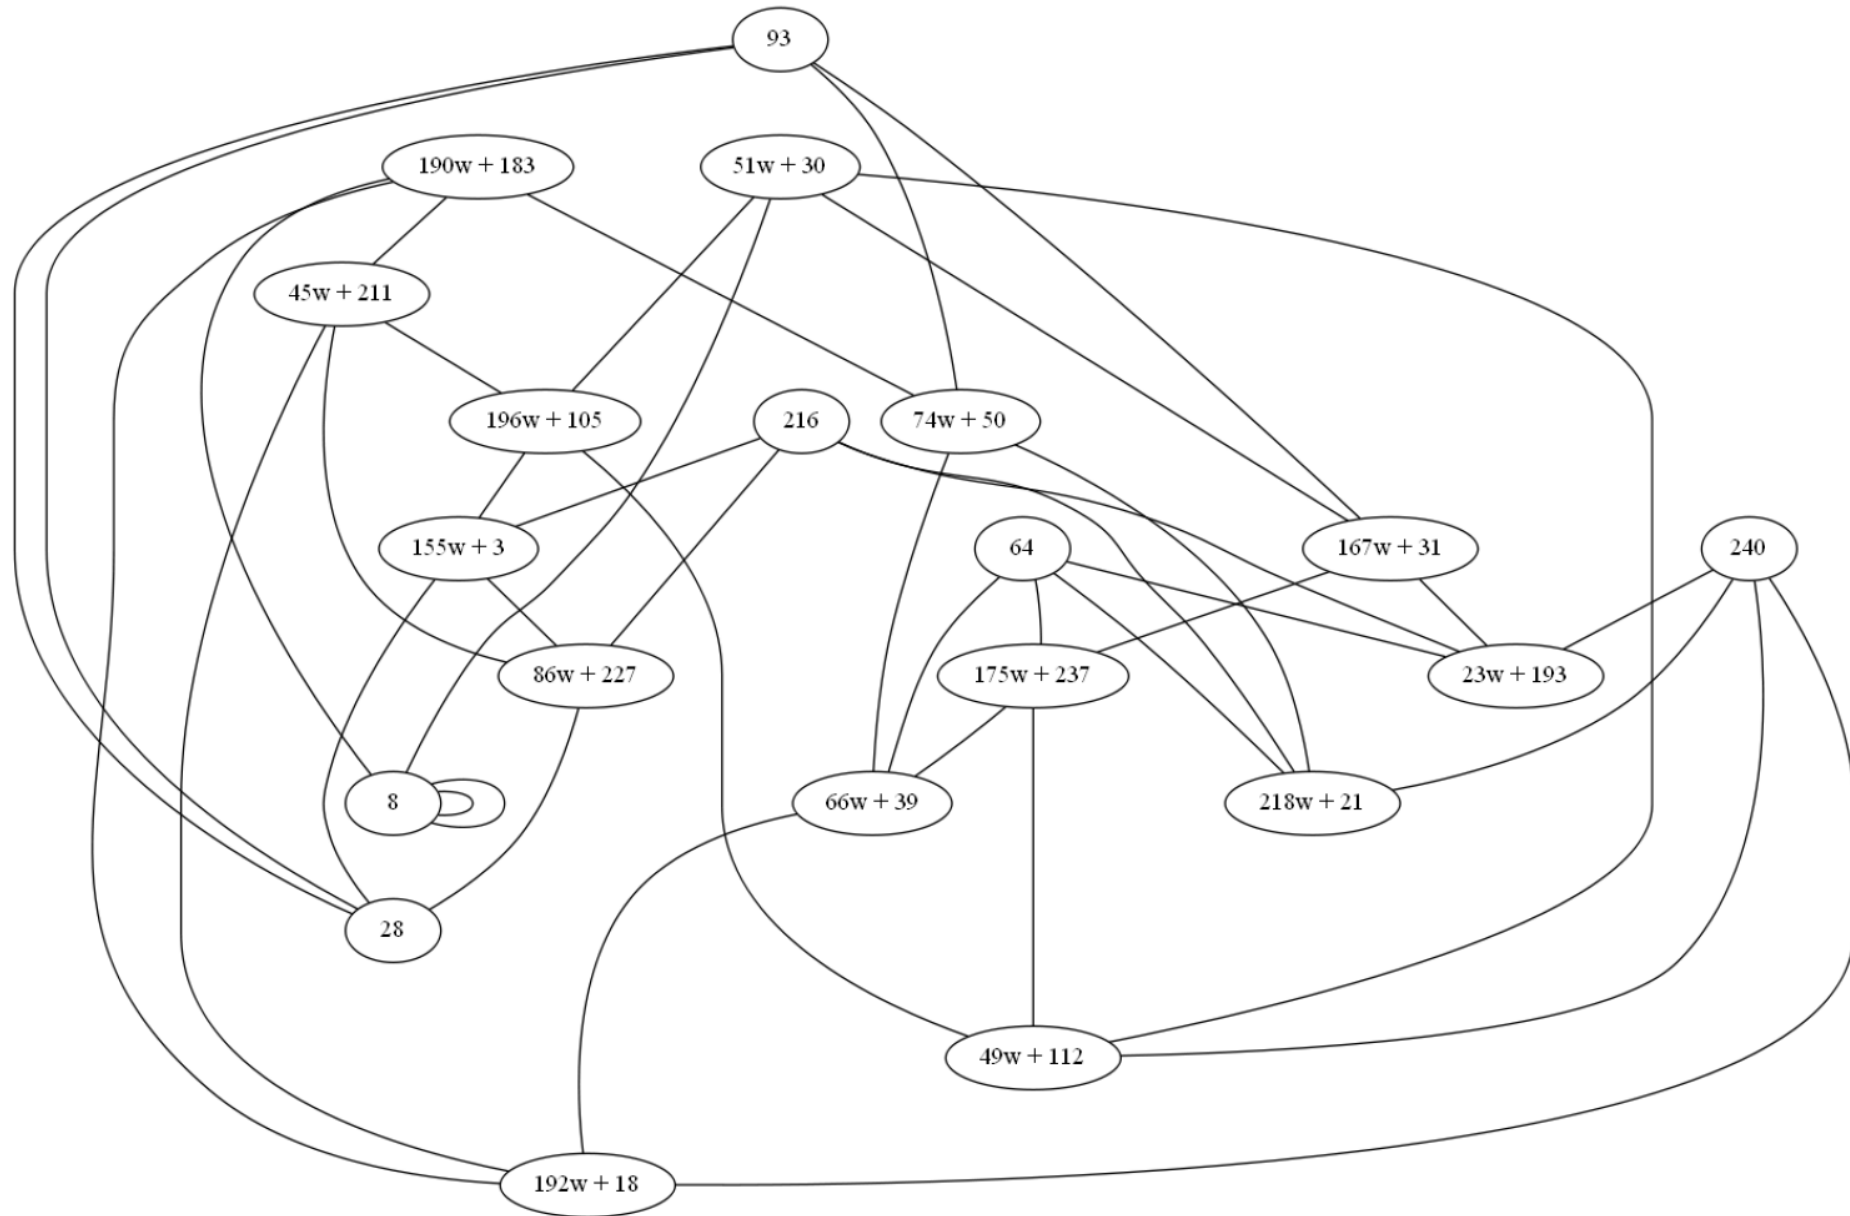 93
190w + 183
51w + 30
45w + 211
196w + 105
216
74w + 50
155w + 3
64
167w + 31
240
86w + 227
175w + 237
23w + 193
8
66w + 39
218w + 21
28
49w + 112
192w + 18